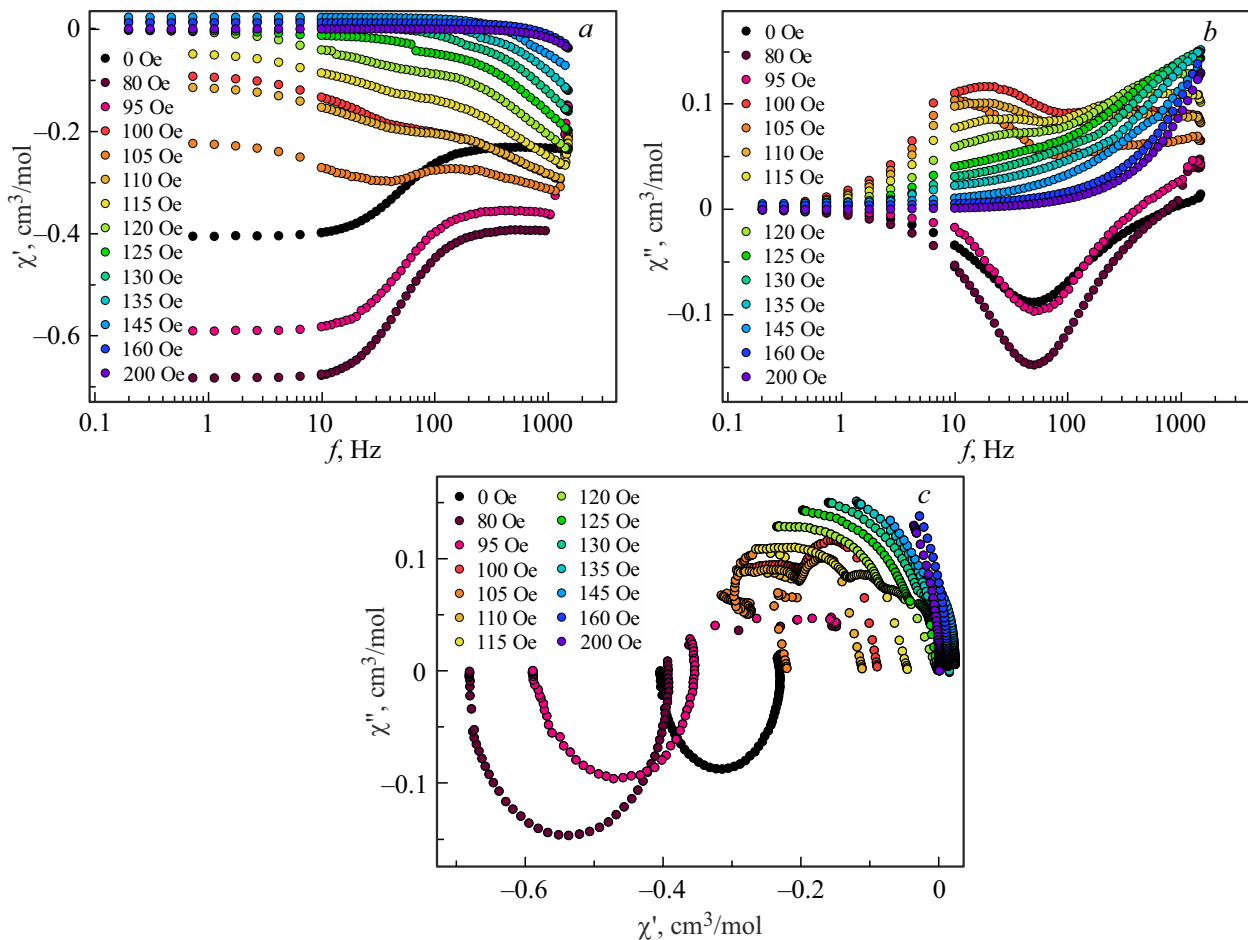 a
0
−0.2
−0.4
−0.6
χ', cm³/mol
0 Oe
80 Oe
95 Oe
100 Oe
105 Oe
110 Oe
115 Oe
120 Oe
125 Oe
130 Oe
135 Oe
145 Oe
160 Oe
200 Oe
0.1
1
10
100
1000
f, Hz
b
0.1
0
−0.1
χ'', cm³/mol
0 Oe
80 Oe
95 Oe
100 Oe
105 Oe
110 Oe
115 Oe
120 Oe
125 Oe
130 Oe
135 Oe
145 Oe
160 Oe
200 Oe
0.1
1
10
100
1000
f, Hz
c
0.1
0
−0.1
χ'', cm³/mol
0 Oe
80 Oe
95 Oe
100 Oe
105 Oe
110 Oe
115 Oe
120 Oe
125 Oe
130 Oe
135 Oe
145 Oe
160 Oe
200 Oe
−0.6
−0.4
−0.2
0
χ', cm³/mol